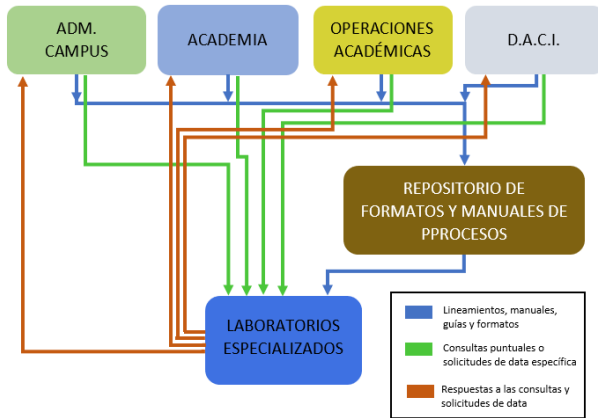 ADM.
CAMPUS
ACADEMIA
OPERACIONES
ACADÉMICAS
D.A.C.I.
REPOSITORIO DE
FORMATOS Y MANUALES DE
PPROCESOS
LABORATORIOS
ESPECIALIZADOS
Lineamientos, manuales,
guías y formatos
Consultas puntuales o
solicitudes de data específica
Respuestas a las consultas y
solicitudes de data